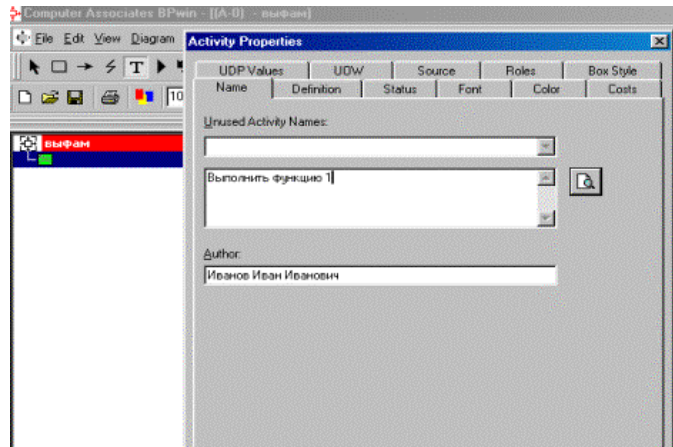 Computer Associates BPwin - [(A-0) - выфам]
File Edit View Diagram
Activity Properties
UDP Values UOW Source Roles Box Style
Name Definition Status Font Color Costs
10
Unused Activity Names:
выфам
Выполнить функцию 1
Author:
Иванов Иван Иванович